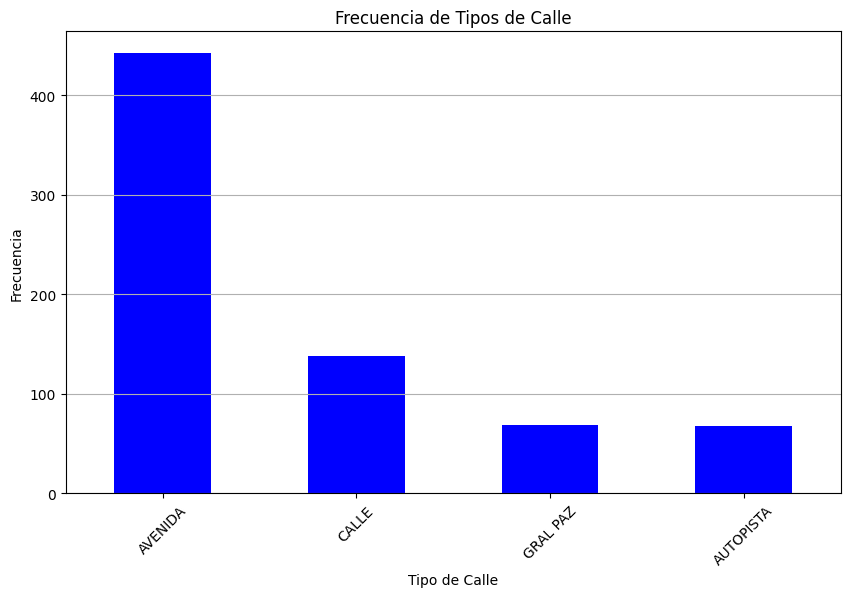 Frecuencia de Tipos de Calle
Frecuencia
400
300
200
100
0
AVENIDA
CALLE
GRAL PAZ
AUTOPISTA
Tipo de Calle